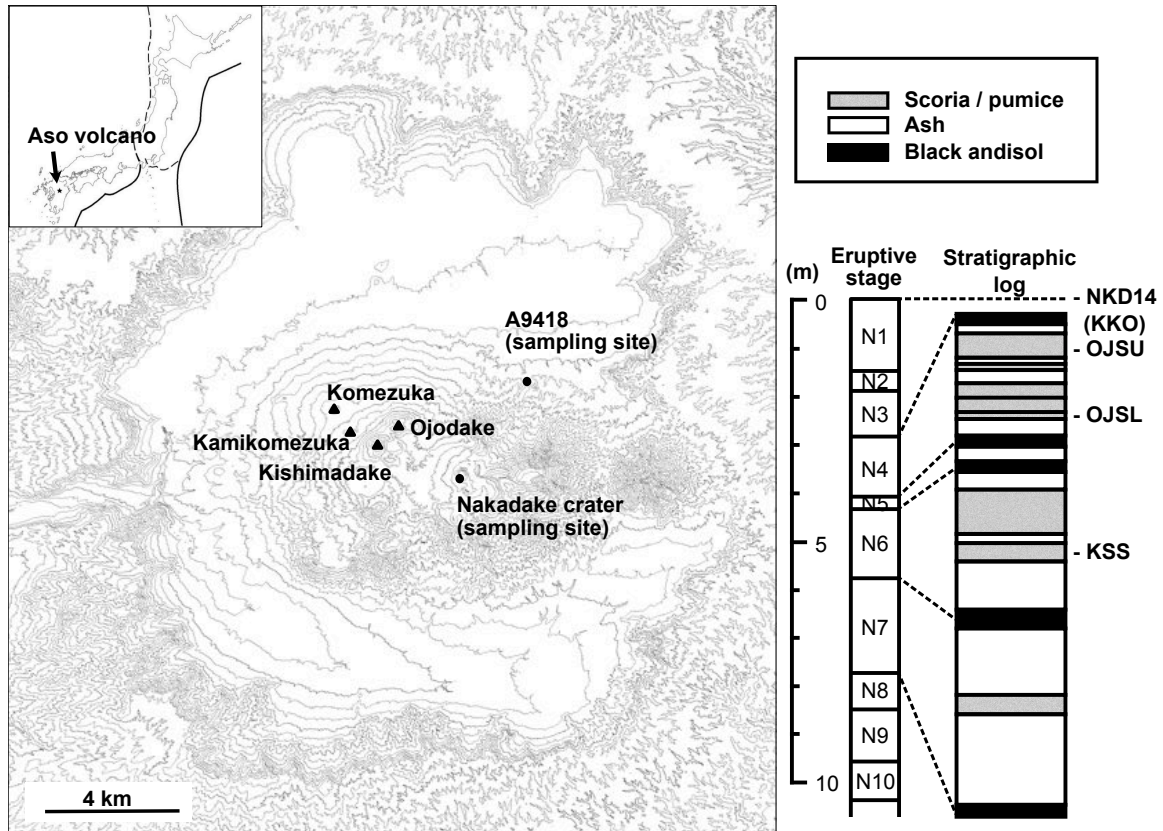 Aso volcano
A9418
(sampling site)
Komezuka
Ojodake
Kamikomezuka
Kishimadake
Nakadake crater
(sampling site)
4 km
Scoria / pumice
Ash
Black andisol
(m)
Eruptive
stage
Stratigraphic
log
0
5
10
N1
N2
N3
N4
N5
N6
N7
N8
N9
N10
NKD14
(KKO)
OJSU
OJSL
KSS